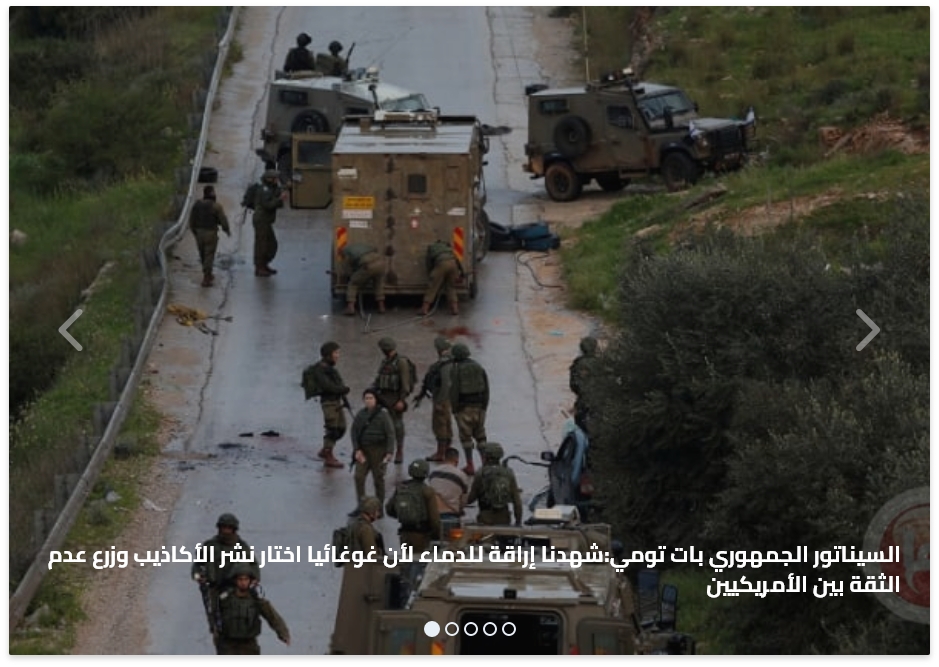 السيناتور الجمهوري بات تومي:شهدنا إراقة للدماء لأن غوغائيا اختار نشر الأكاذيب وزرع عدم
الثقة بين الأمريكيين